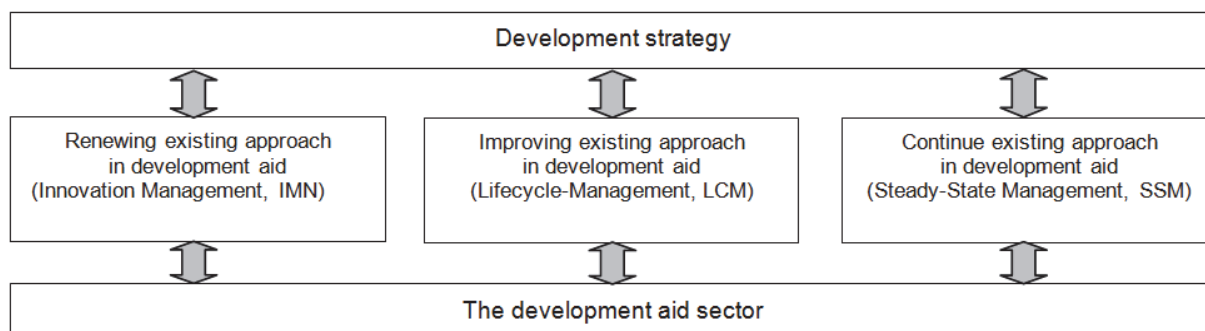 Development strategy
Renewing existing approach
in development aid
(Innovation Management, IMN)
Improving existing approach
in development aid
(Lifecycle-Management, LCM)
Continue existing approach
in development aid
(Steady-State Management, SSM)
The development aid sector